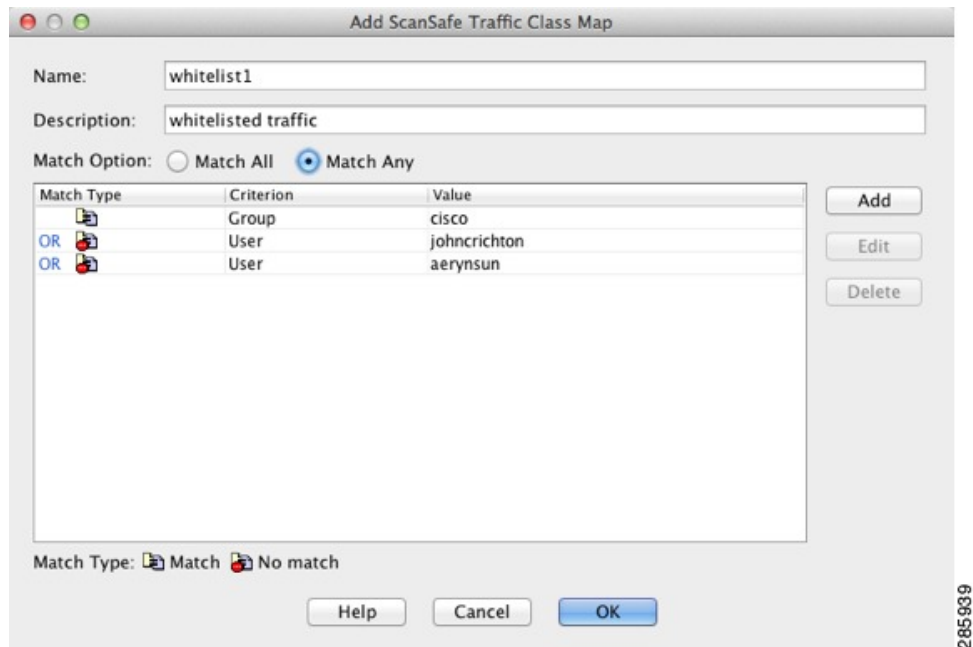 Add ScanSafe Traffic Class Map
Name: whitelist1
Description: whitelisted traffic
Match Option: Match All Match Any
Match Type Criterion Value
Group cisco
OR User johncrichton
OR User aerynsun
Add
Edit
Delete
Match Type: Match No match
Help Cancel OK
285939